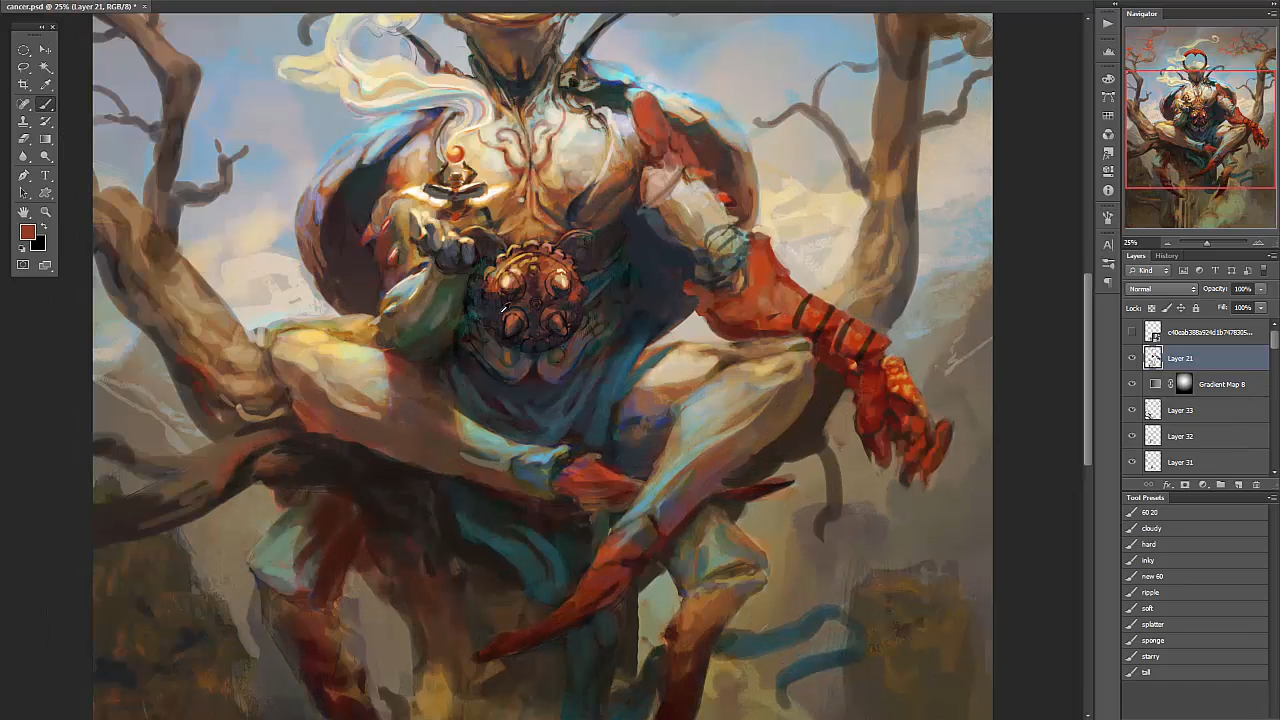 cancer.psd @ 25% (Layer 21, RGB/8) *
Navigator
25%
Layers
History
Kind
Normal
Opacity:
100%
Lock:
Fill:
100%
Layer 21
Gradient Map 8
Layer 33
Layer 32
Layer 31
Tool Presets
60 20
cloudy
hard
inky
new 60
ripple
soft
splatter
sponge
starry
tall